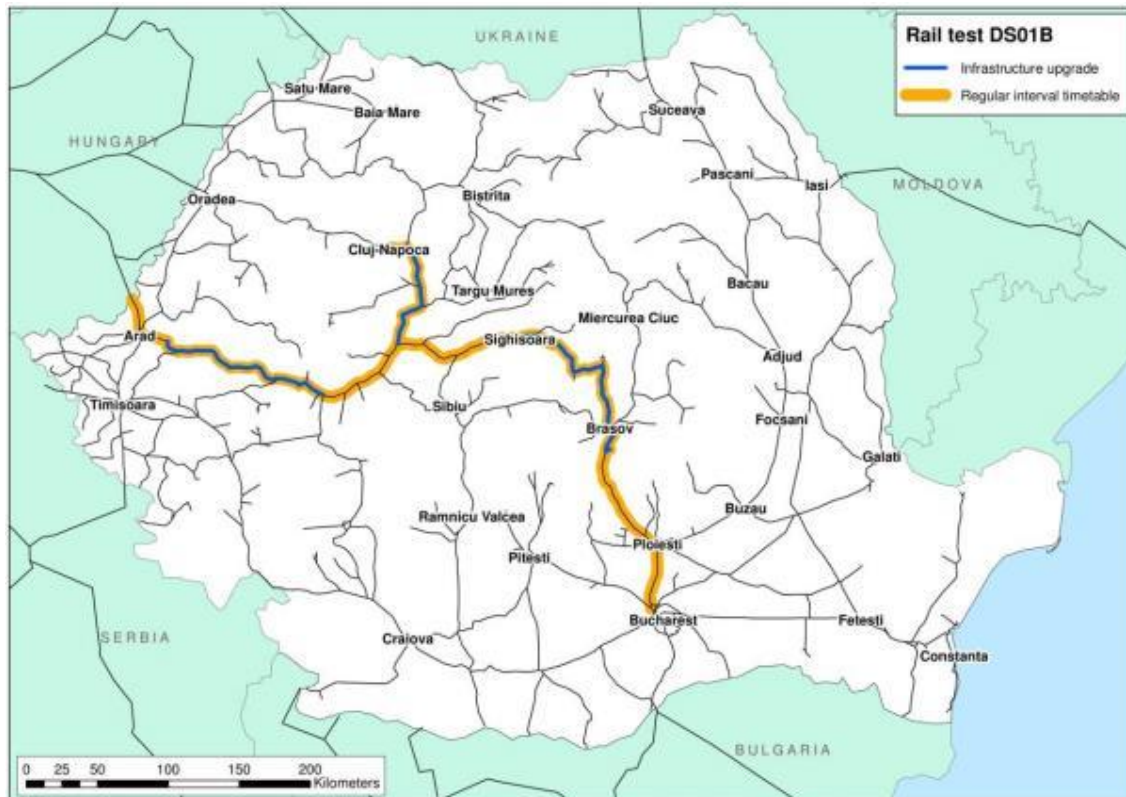 UKRAINE
Rail test DS01B
Infrastructure upgrade
Regular interval timetable
Satu Mare
Baia Mare
Suceava
HUNGARY
Pascani
Iasi
MOLDOVA
Oradea
Bistrita
Cluj-Napoca
Targu Mures
Bacau
Miercurea Ciuc
Arad
Sighisoara
Adjud
Timisoara
Sibiu
Brasov
Focsani
Galati
Ramnicu Valcea
Buzau
Ploiesti
Pitesti
Bucharest
Fetesti
SERBIA
Craiova
Constanta
BULGARIA
0 25 50 100 150 200
Kilometers